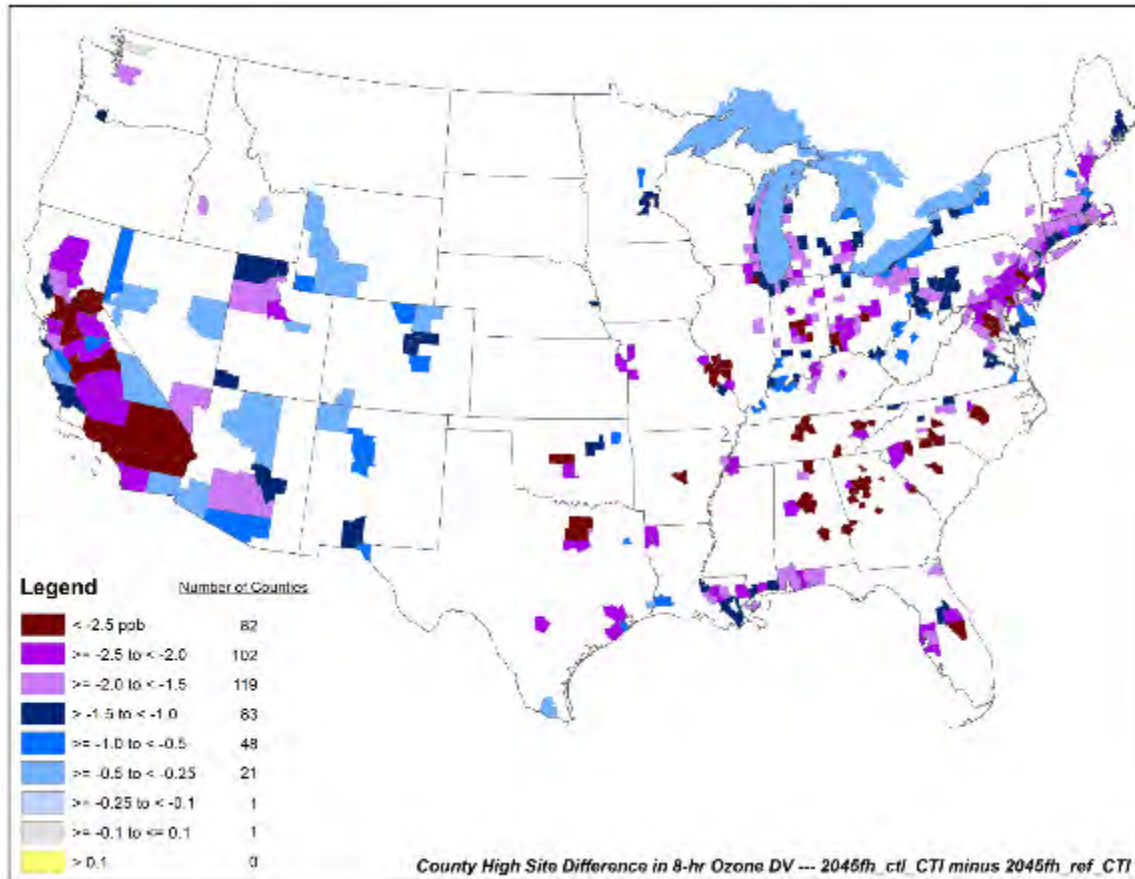 Legend Number of Counties
< -2.5 ppb 82
>= -2.5 to < -2.0 102
>= -2.0 to < -1.5 119
> -1.5 to < -1.0 83
>= -1.0 to < -0.5 48
>= -0.5 to < -0.25 21
>= -0.25 to < -0.1 1
>= -0.1 to <= 0.1 1
> 0.1 0
County High Site Difference in 8-hr Ozone DV --- 2045fh_ctl_CTI minus 2045fh_ref_CTI